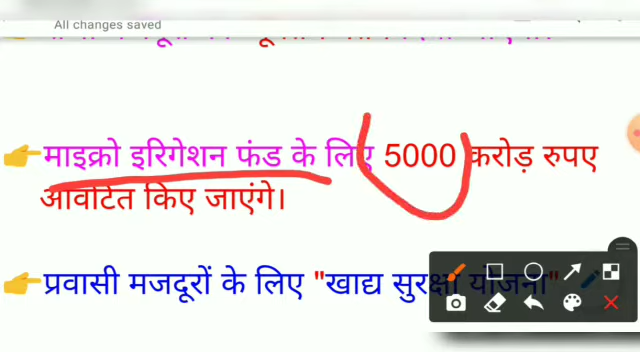 All changes saved
👉माइक्रो इरिगेशन फंड के लिए 5000 करोड़ रुपए
आवंटित किए जाएंगे।
👉प्रवासी मजदूरों के लिए "खाद्य सुरक्षा योजना"